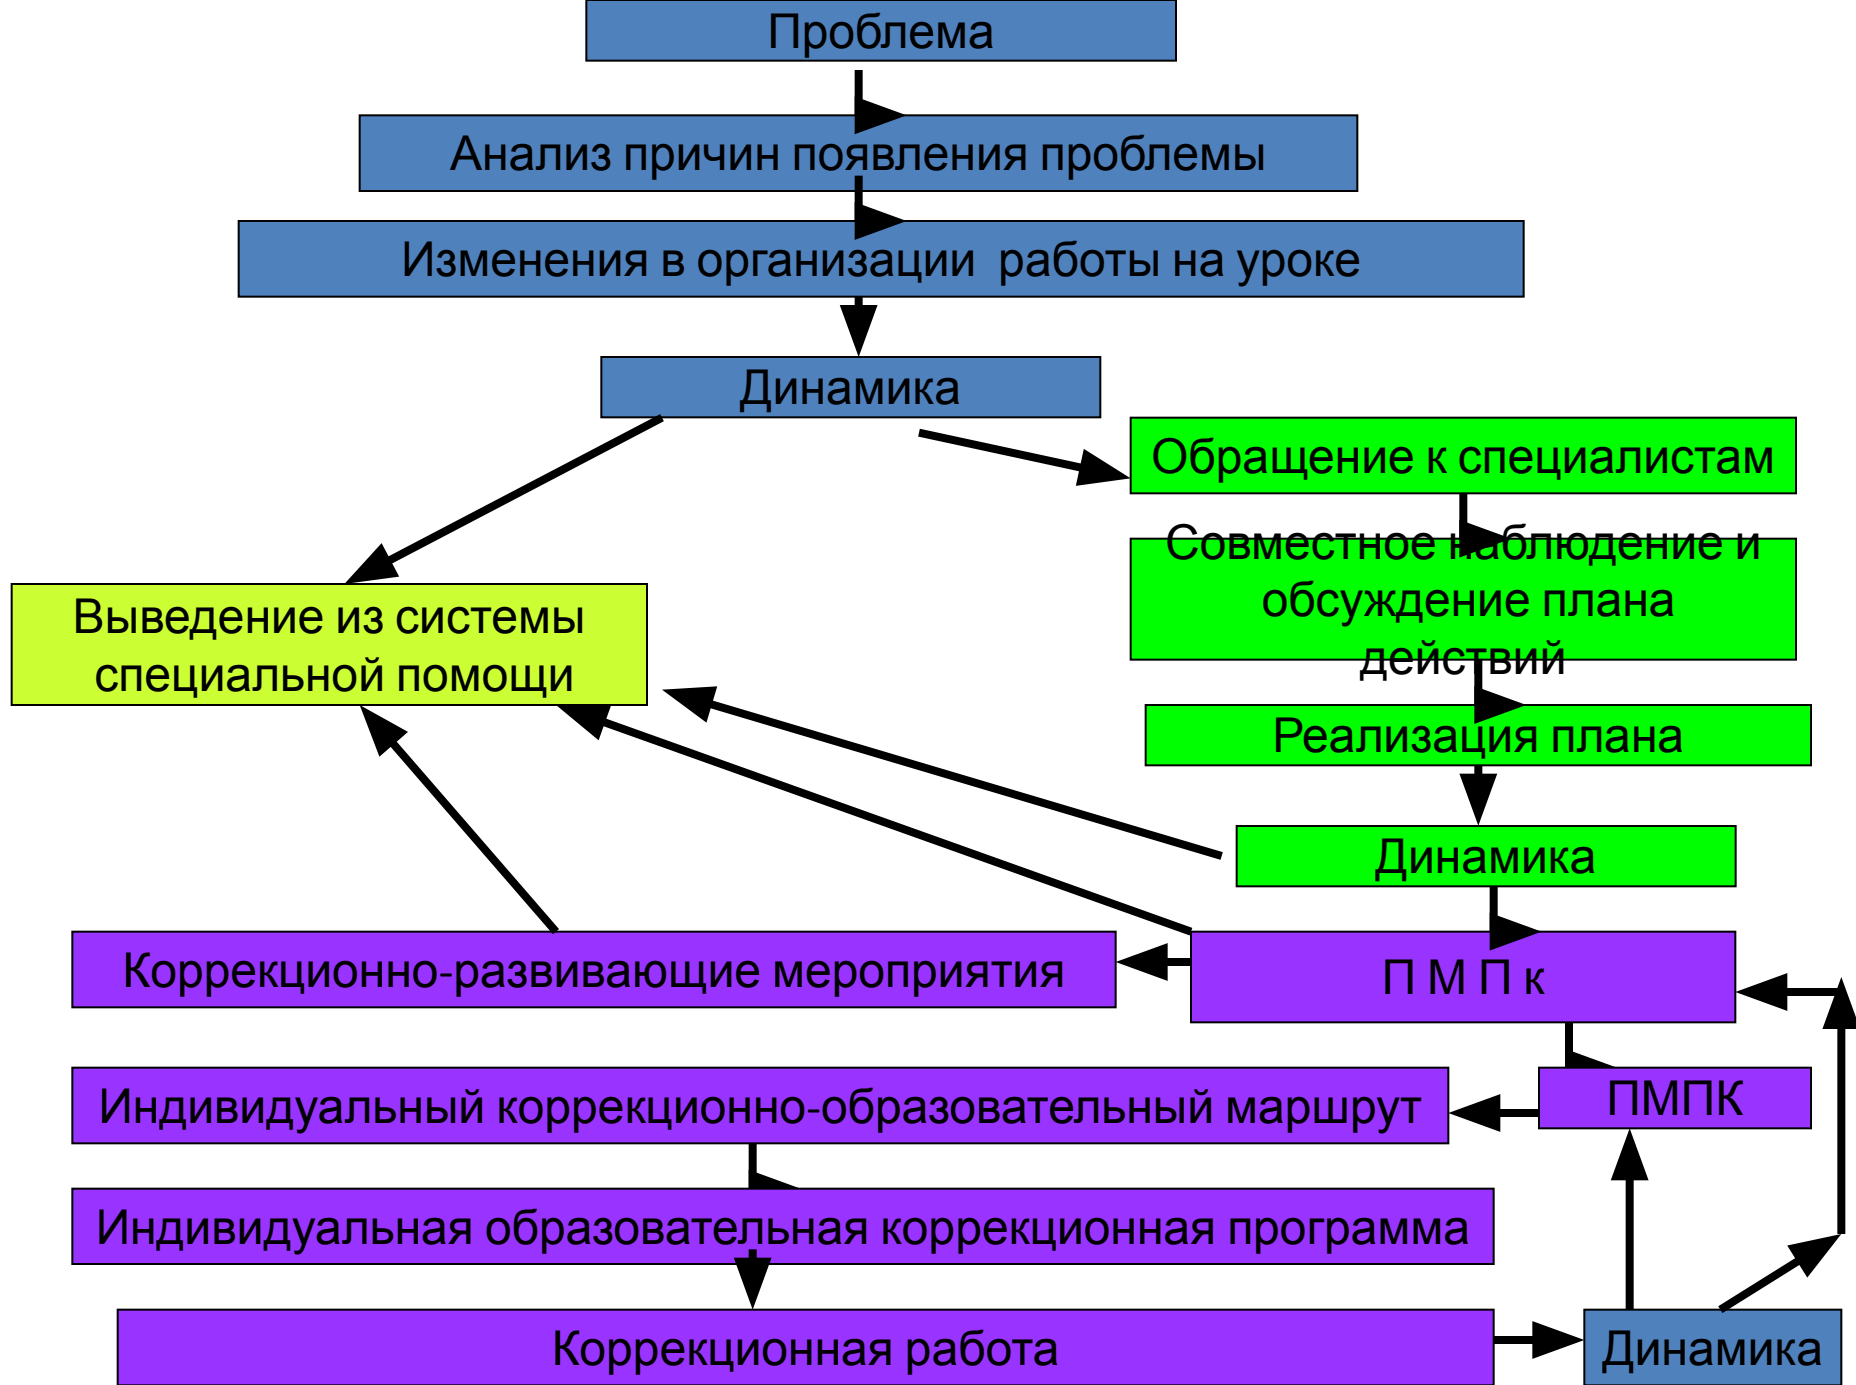 Проблема
Анализ причин появления проблемы
Изменения в организации работы на уроке
Динамика
Обращение к специалистам
Совместное наблюдение и
обсуждение плана
действий
Выведение из системы
специальной помощи
Реализация плана
Динамика
Коррекционно-развивающие мероприятия
П М П к
Индивидуальный коррекционно-образовательный маршрут
ПМПК
Индивидуальная образовательная коррекционная программа
Коррекционная работа
Динамика